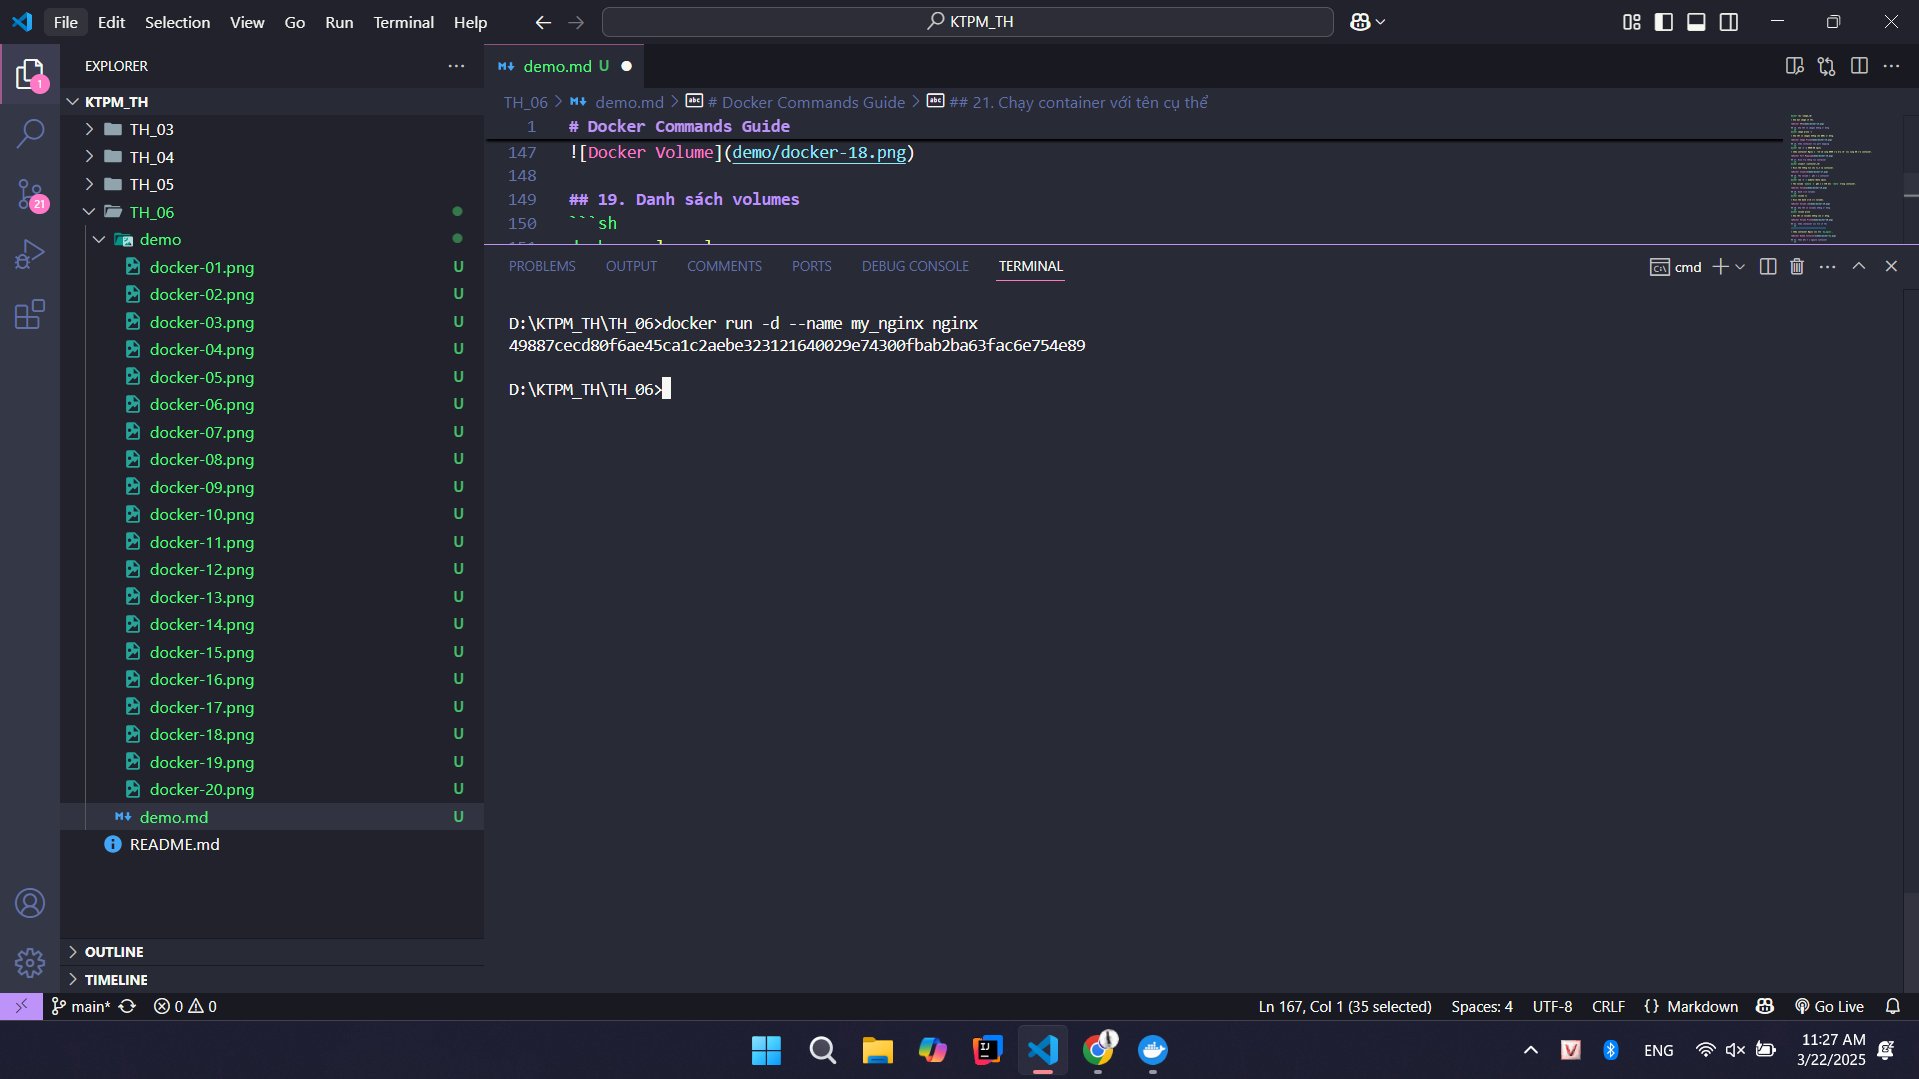 File Edit Selection View Go Run Terminal Help
KTPM_TH
EXPLORER
1
21
KTPM_TH
TH_03
TH_04
TH_05
TH_06
demo
docker-01.png U
docker-02.png U
docker-03.png U
docker-04.png U
docker-05.png U
docker-06.png U
docker-07.png U
docker-08.png U
docker-09.png U
docker-10.png U
docker-11.png U
docker-12.png U
docker-13.png U
docker-14.png U
docker-15.png U
docker-16.png U
docker-17.png U
docker-18.png U
docker-19.png U
docker-20.png U
demo.md U
README.md
OUTLINE
TIMELINE
demo.md U
TH_06 > demo.md > # Docker Commands Guide > ## 21. Chạy container với tên cụ thể
1 # Docker Commands Guide
147 ![Docker Volume](demo/docker-18.png)
148
149 ## 19. Danh sách volumes
150 ```sh
PROBLEMS OUTPUT COMMENTS PORTS DEBUG CONSOLE TERMINAL
cmd
D:\KTPM_TH\TH_06>docker run -d --name my_nginx nginx
49887cecd80f6ae45ca1c2aebe323121640029e74300fbab2ba63fac6e754e89
D:\KTPM_TH\TH_06>
main* 0 0
Ln 167, Col 1 (35 selected) Spaces: 4 UTF-8 CRLF {} Markdown Go Live
ENG
11:27 AM
3/22/2025